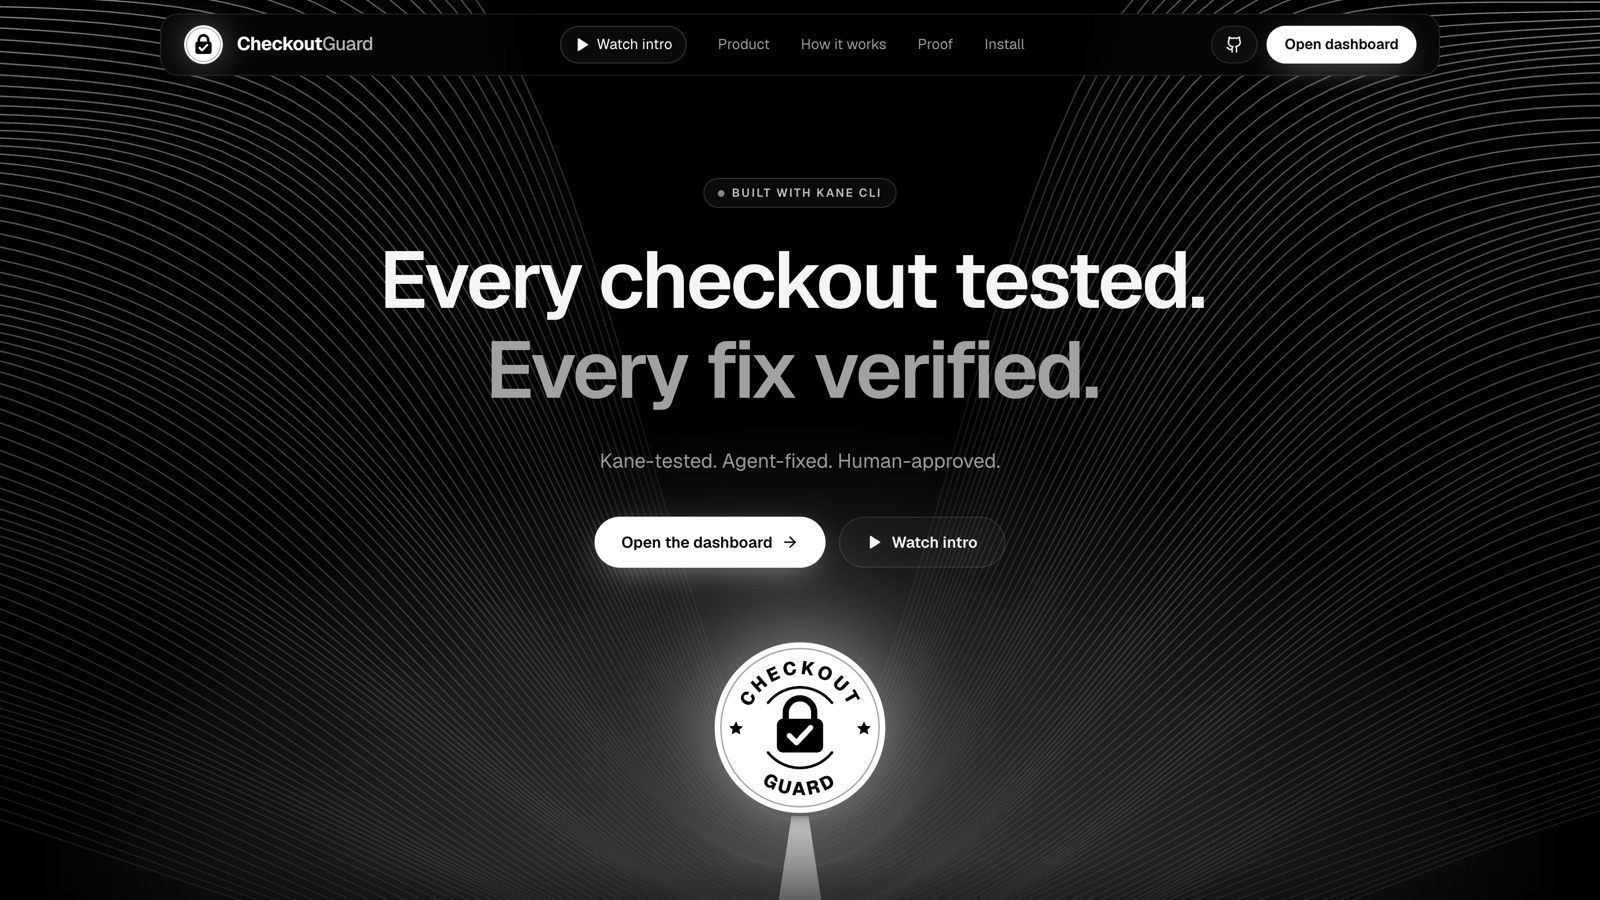 CheckoutGuard
Watch intro
Product
How it works
Proof
Install
Open dashboard
BUILT WITH KANE CLI
Every checkout tested.
Every fix verified.
Kane-tested. Agent-fixed. Human-approved.
Open the dashboard →
Watch intro
CHECKOUT
GUARD